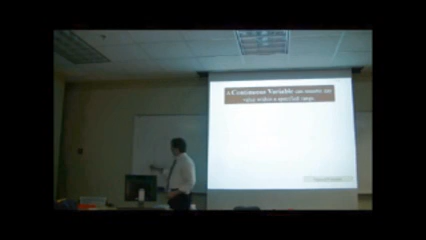 A Continuous Variable can assume any
value within a specified range.